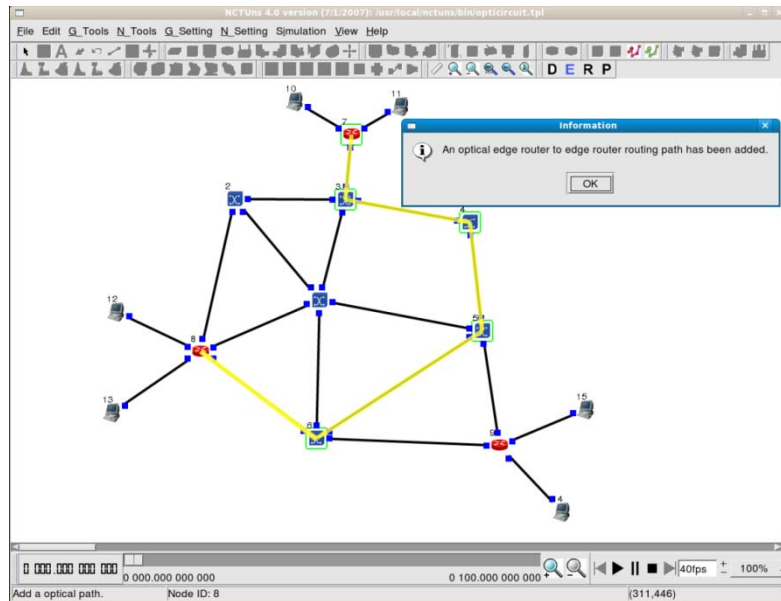 NCTUns 4.0 version (7/1/2007): /usr/local/nctuns/bin/opticircuit.tpl
File Edit G_Tools N_Tools G_Setting N_Setting Simulation View Help
D E R P
10
11
7
Information
An optical edge router to edge router routing path has been added.
OK
2
3
4
12
8
5
13
6
15
9
4
0 000.000 000 000
0 000.000 000 000
0 100.000 000 000
40fps
100%
Add a optical path.
Node ID: 8
(311,446)